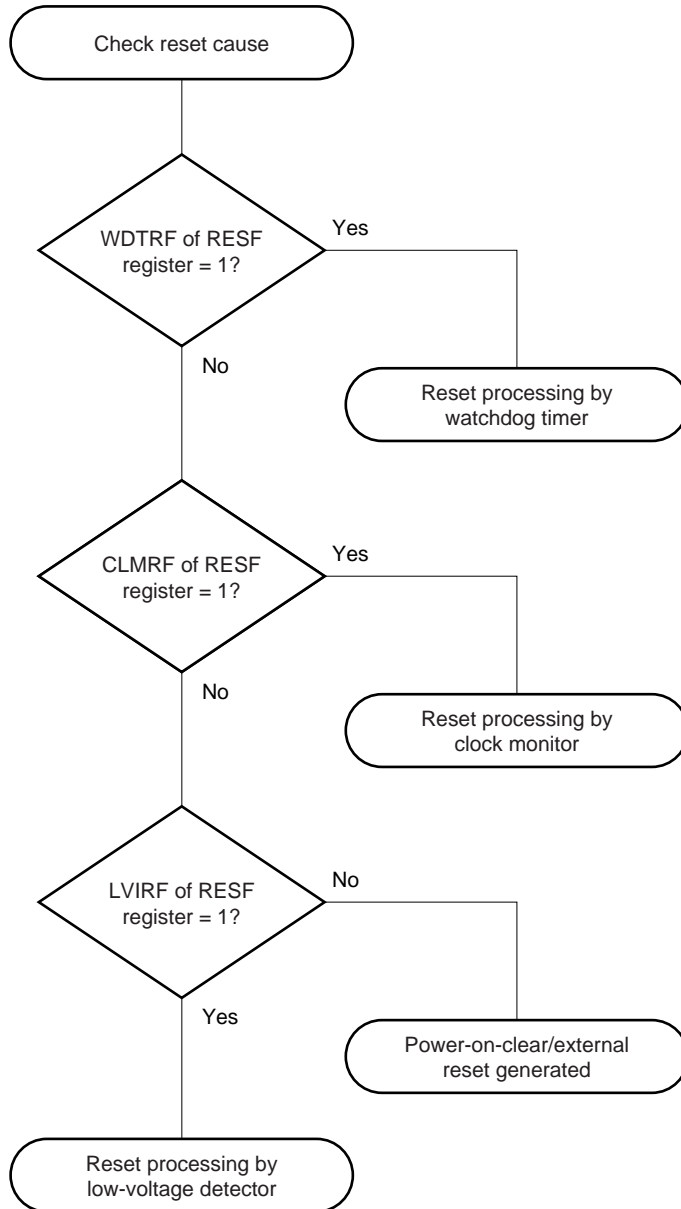 Check reset cause
WDTRF of RESF
register = 1?
Yes
No
Reset processing by
watchdog timer
CLMRF of RESF
register = 1?
Yes
No
Reset processing by
clock monitor
LVIRF of RESF
register = 1?
No
Yes
Power-on-clear/external
reset generated
Reset processing by
low-voltage detector